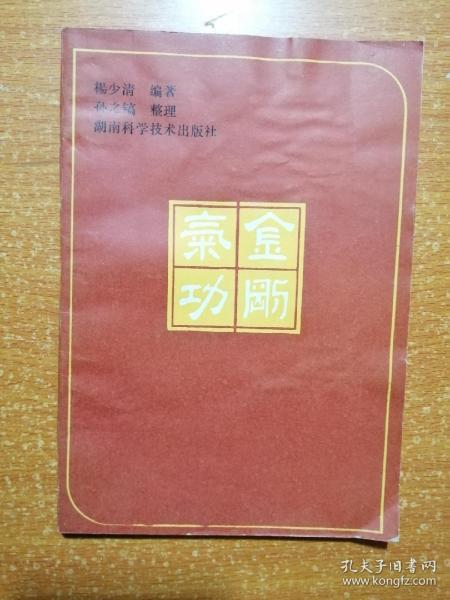 楊少清 编著
孙之镐 整理
湖南科学技术出版社
金剛
氣功
孔夫子旧书网
www.kongfz.com